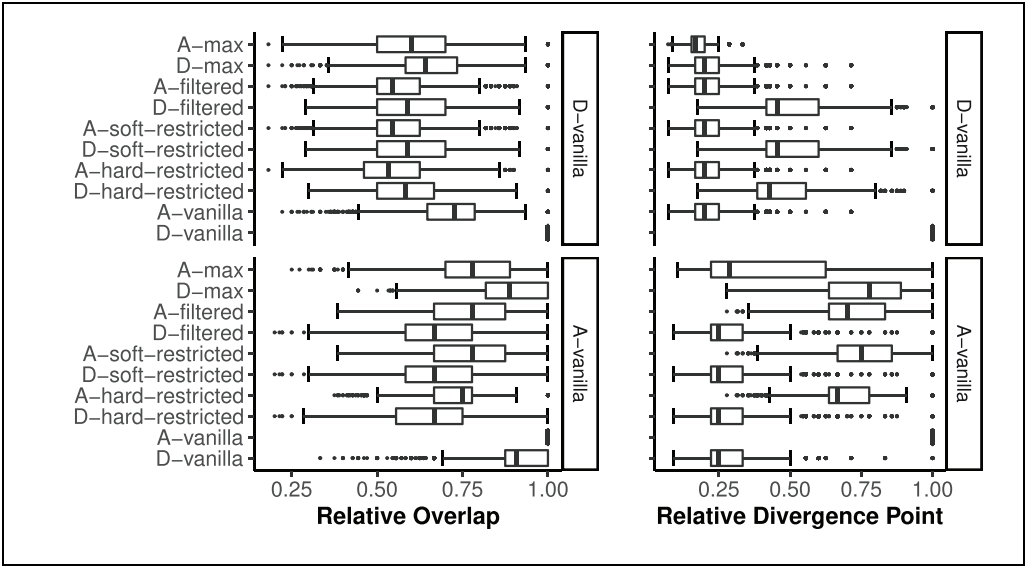 A−max
D−max
A−filtered
D−filtered
A−soft−restricted
D−soft−restricted
A−hard−restricted
D−hard−restricted
A−vanilla
D−vanilla
D−vanilla
D−vanilla
A−max
D−max
A−filtered
D−filtered
A−soft−restricted
D−soft−restricted
A−hard−restricted
D−hard−restricted
A−vanilla
D−vanilla
A−vanilla
A−vanilla
0.25 0.50 0.75 1.00
0.25 0.50 0.75 1.00
Relative Overlap
Relative Divergence Point